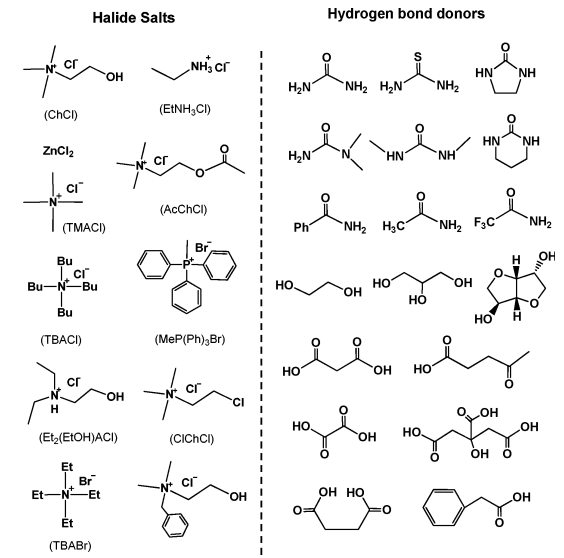 Halide Salts
Hydrogen bond donors
N+ Cl− OH
(ChCl)
NH3 + Cl−
(EtNH3Cl)
ZnCl2
N+ Cl−
(TMACl)
N+ Cl− O O
(AcChCl)
Bu
Bu N+ Bu Cl−
Bu
(TBACl)
P+ Br−
(MeP(Ph)3Br)
N+ H Cl− OH
(Et2(EtOH)ACl)
N+ Cl− Cl
(ClChCl)
Et Br−
Et N+ Et
Et
(TBABr)
N+ Cl− OH
O
H2N NH2
S
H2N NH2
O
HN NH
O
H2N N
O
HN HN
O
HN NH
O
Ph NH2
O
H3C NH2
O
F3C NH2
HO OH
HO OH
OH
H OH
O
O
HO H
O O
HO OH
O
HO
O
O
OH
HO
O
O OH
O O
HO OH
OH
OH HO
O O
O
OH